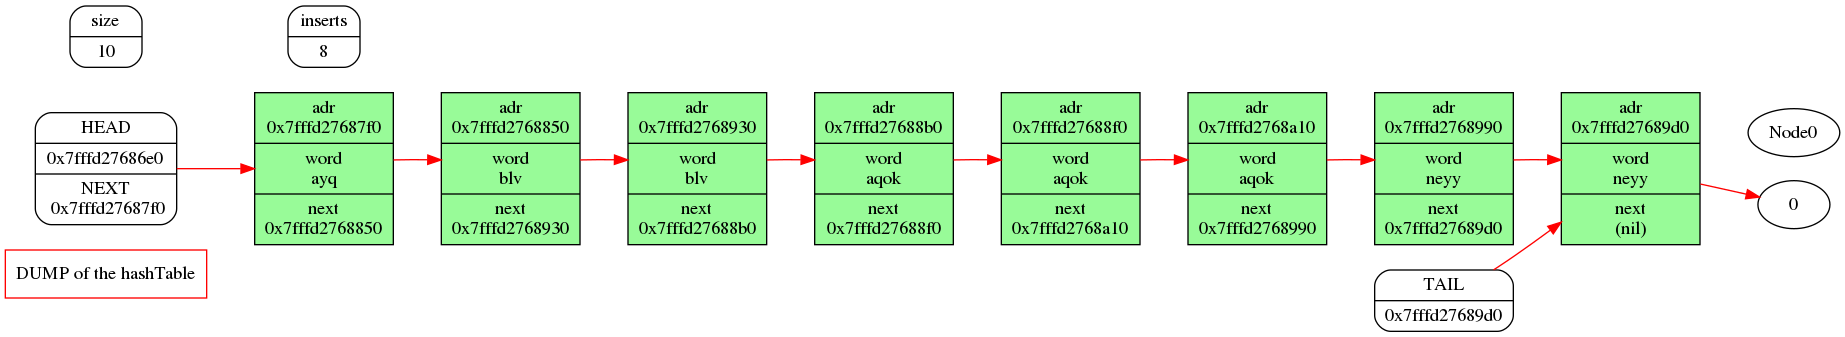 size
10
inserts
8
HEAD
0x7fffd27686e0
NEXT
0x7fffd27687f0
adr
0x7fffd27687f0
word
ayq
next
0x7fffd2768850
adr
0x7fffd2768850
word
blv
next
0x7fffd2768930
adr
0x7fffd2768930
word
blv
next
0x7fffd27688b0
adr
0x7fffd27688b0
word
aqok
next
0x7fffd27688f0
adr
0x7fffd27688f0
word
aqok
next
0x7fffd2768a10
adr
0x7fffd2768a10
word
aqok
next
0x7fffd2768990
adr
0x7fffd2768990
word
neyy
next
0x7fffd27689d0
adr
0x7fffd27689d0
word
neyy
next
(nil)
Node0
0
DUMP of the hashTable
TAIL
0x7fffd27689d0